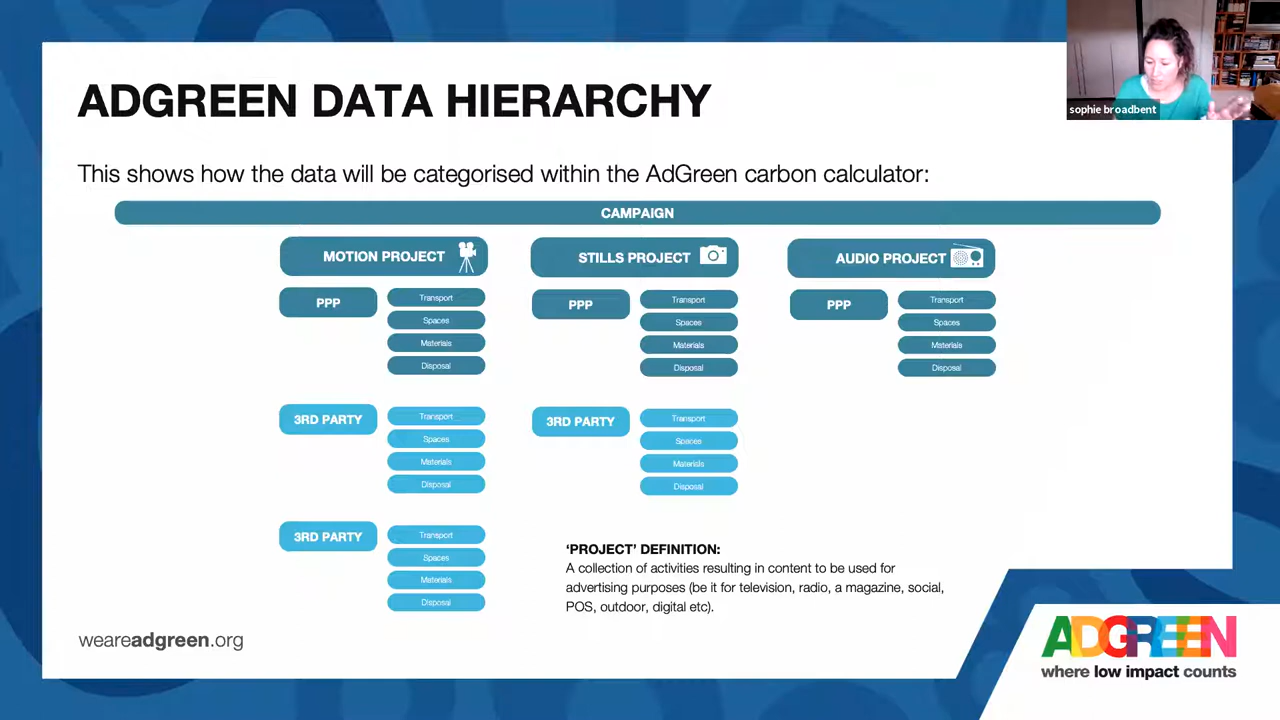 sophie broadbent
ADGREEN DATA HIERARCHY
This shows how the data will be categorised within the AdGreen carbon calculator:
CAMPAIGN
MOTION PROJECT
PPP
Transport
Spaces
Materials
Disposal
3RD PARTY
Transport
Spaces
Materials
Disposal
3RD PARTY
Transport
Spaces
Materials
Disposal
STILLS PROJECT
PPP
Transport
Spaces
Materials
Disposal
3RD PARTY
Transport
Spaces
Materials
Disposal
AUDIO PROJECT
PPP
Transport
Spaces
Materials
Disposal
‘PROJECT’ DEFINITION:
A collection of activities resulting in content to be used for
advertising purposes (be it for television, radio, a magazine, social,
POS, outdoor, digital etc).
weareadgreen.org
ADGREEN
where low impact counts